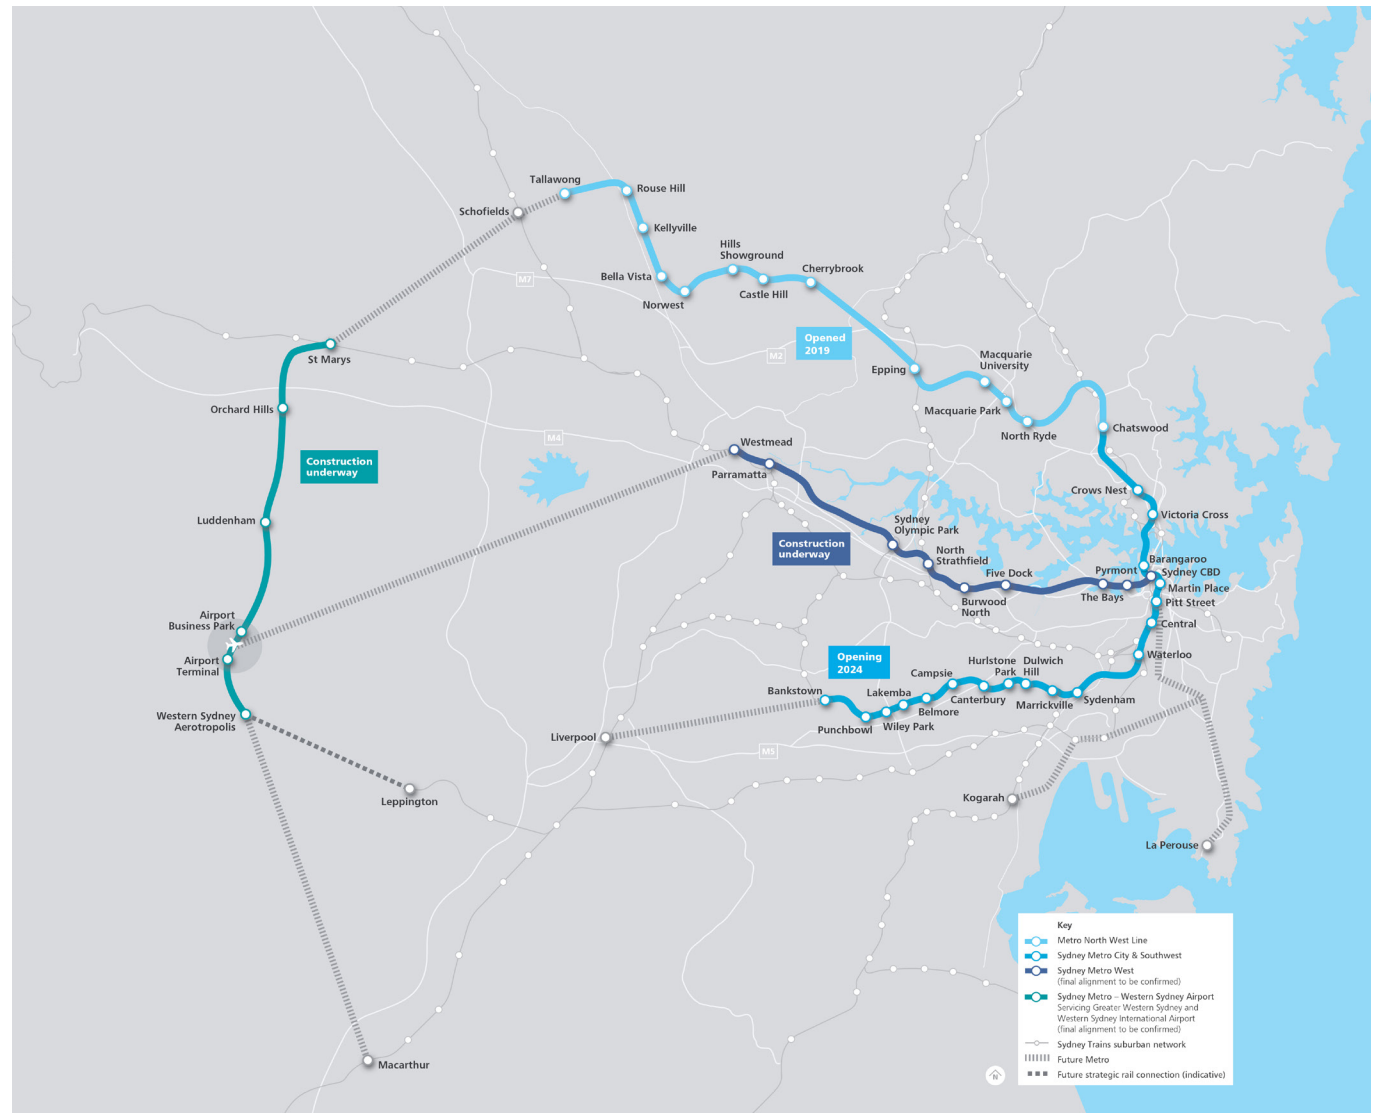 Tallawong
Rouse Hill
Schofields
Kellyville
Hills
Showground
Cherrybrook
Bella Vista
M7
Castle Hill
Norwest
Opened
2019
St Marys
M2
Macquarie
University
Epping
Orchard Hills
Macquarie Park
Chatswood
North Ryde
M4
Westmead
Construction
underway
Parramatta
Crows Nest
Luddenham
Sydney
Olympic Park
Victoria Cross
Construction
underway
North
Strathfield
Barangaroo
Five Dock
Pyrmont
Sydney CBD
Martin Place
The Bays
Burwood
North
Pitt Street
Airport
Business Park
Central
Opening
2024
Waterloo
Airport
Terminal
Hurlstone
Park
Dulwich
Hill
Campsie
Bankstown
Lakemba
Canterbury
Sydenham
Marrickville
Belmore
Western Sydney
Aerotropolis
Punchbowl
Wiley Park
Liverpool
M5
Leppington
Kogarah
La Perouse
Macarthur
N
Key
Metro North West Line
Sydney Metro City & Southwest
Sydney Metro West
(final alignment to be confirmed)
Sydney Metro – Western Sydney Airport
Servicing Greater Western Sydney and
Western Sydney International Airport
(final alignment to be confirmed)
Sydney Trains suburban network
Future Metro
Future strategic rail connection (indicative)